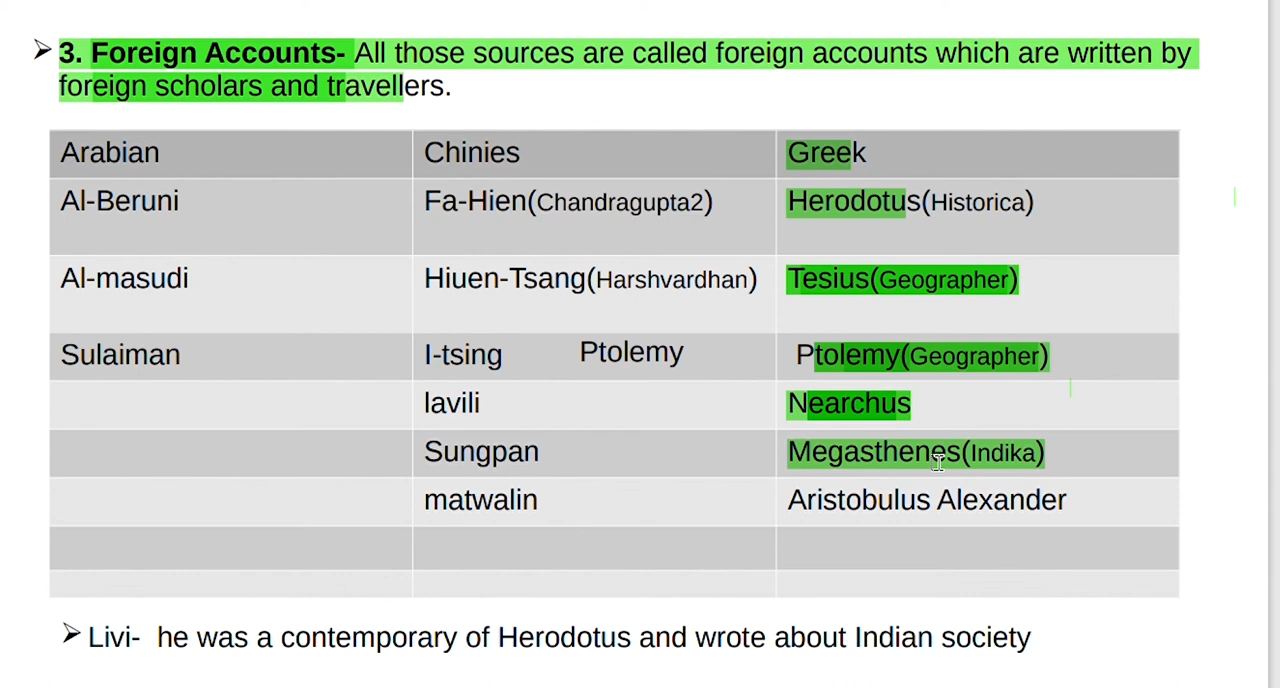 ➢ 3. Foreign Accounts- All those sources are called foreign accounts which are written by
foreign scholars and travellers.
Arabian Chinies Greek
Al-Beruni Fa-Hien(Chandragupta2) Herodotus(Historica)
Al-masudi Hiuen-Tsang(Harshvardhan) Tesius(Geographer)
Sulaiman I-tsing Ptolemy Ptolemy(Geographer)
lavili Nearchus
Sungpan Megasthenes(Indika)
matwalin Aristobulus Alexander
➢ Livi- he was a contemporary of Herodotus and wrote about Indian society